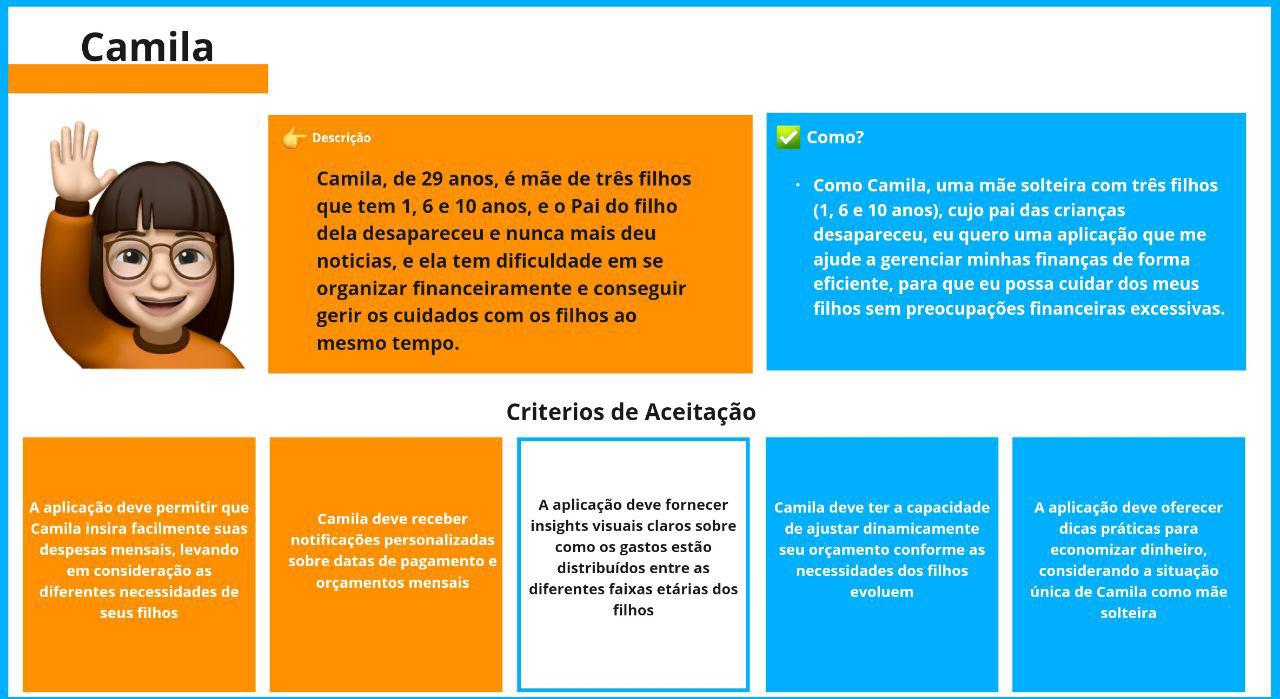 Camila
Descrição
Camila, de 29 anos, é mãe de três filhos
que tem 1, 6 e 10 anos, e o Pai do filho
dela desapareceu e nunca mais deu
noticias, e ela tem dificuldade em se
organizar financeiramente e conseguir
gerir os cuidados com os filhos ao
mesmo tempo.
Como?
• Como Camila, uma mãe solteira com três filhos
(1, 6 e 10 anos), cujo pai das crianças
desapareceu, eu quero uma aplicação que me
ajude a gerenciar minhas finanças de forma
eficiente, para que eu possa cuidar dos meus
filhos sem preocupações financeiras excessivas.
Criterios de Aceitação
A aplicação deve permitir que
Camila insira facilmente suas
despesas mensais, levando
em consideração as
diferentes necessidades de
seus filhos
Camila deve receber
notificações personalizadas
sobre datas de pagamento e
orçamentos mensais
A aplicação deve fornecer
insights visuais claros sobre
como os gastos estão
distribuídos entre as
diferentes faixas etárias dos
filhos
Camila deve ter a capacidade
de ajustar dinamicamente
seu orçamento conforme as
necessidades dos filhos
evoluem
A aplicação deve oferecer
dicas práticas para
economizar dinheiro,
considerando a situação
única de Camila como mãe
solteira